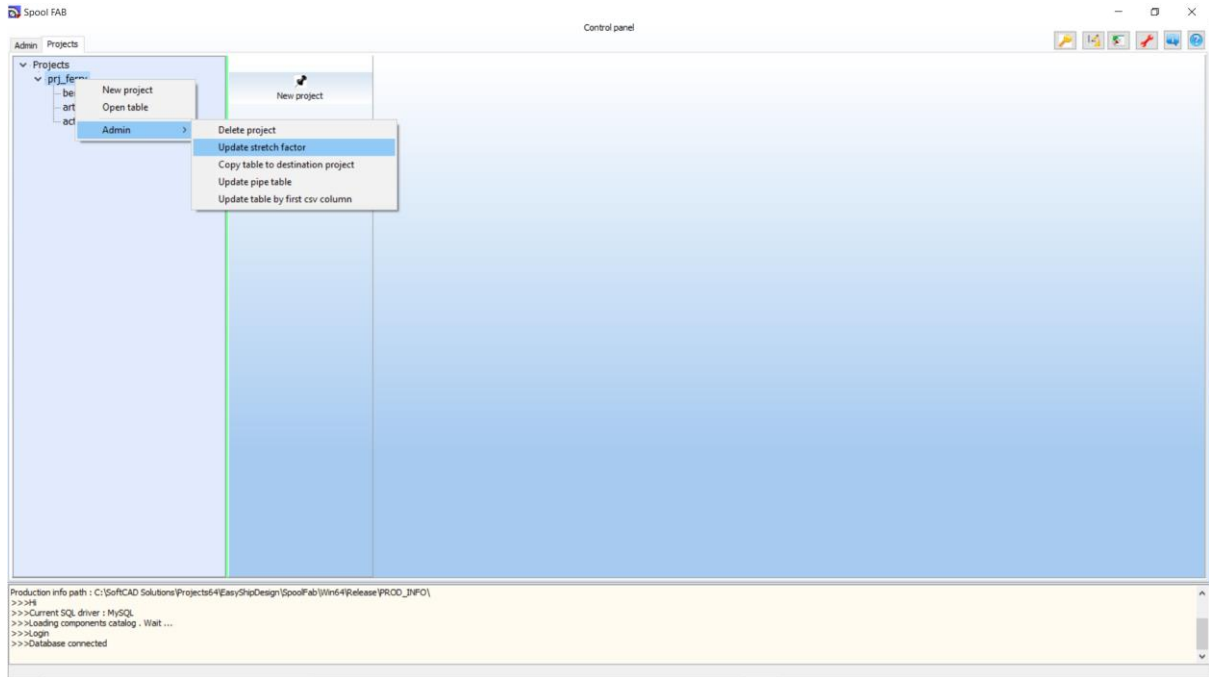 Spool FAB
Control panel
Admin Projects
Projects
New project
Open table
Admin
New project
Delete project
Update stretch factor
Copy table to destination project
Update pipe table
Update table by first csv column
Production info path : C:\SoftCAD Solutions\Projects64\EasyShipDesign\SpoolFab\Win64\Release\PROD_INFO\
>>>Hi
>>>Current SQL driver : MySQL
>>>Loading components catalog . Wait ...
>>>Login
>>>Database connected